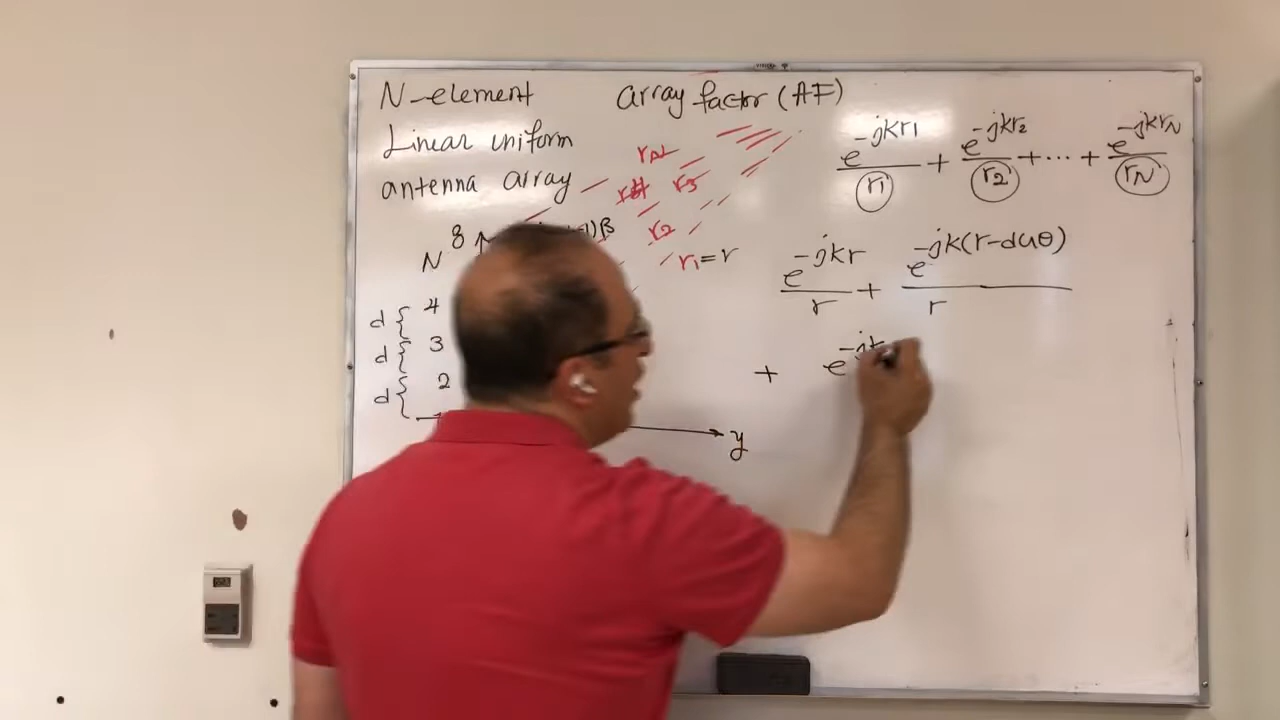 N-element
Linear uniform
antenna array
array factor (AF)
e^-jkr1 / r1 + e^-jkr2 / r2 + ... + e^-jkrN / rN
r3
r2
r1 = r
N
4
3
2
d {
d {
d {
y
e^-jkr / r + e^-jk(r-dcosθ) / r
+ e^-j